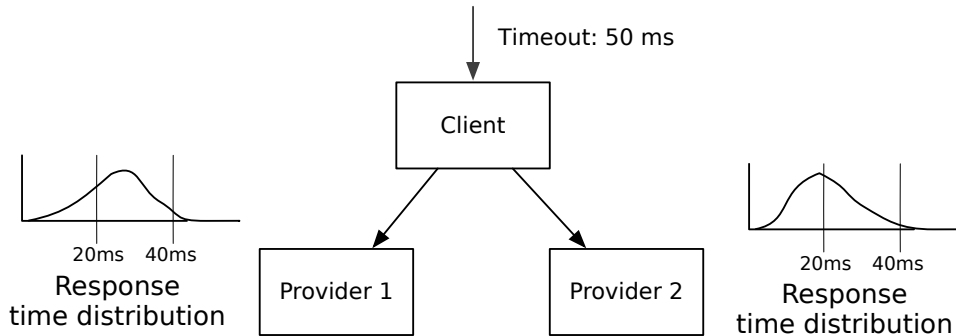 Timeout: 50 ms
Client
20ms 40ms
Response
time distribution
Provider 1
Provider 2
20ms 40ms
Response
time distribution